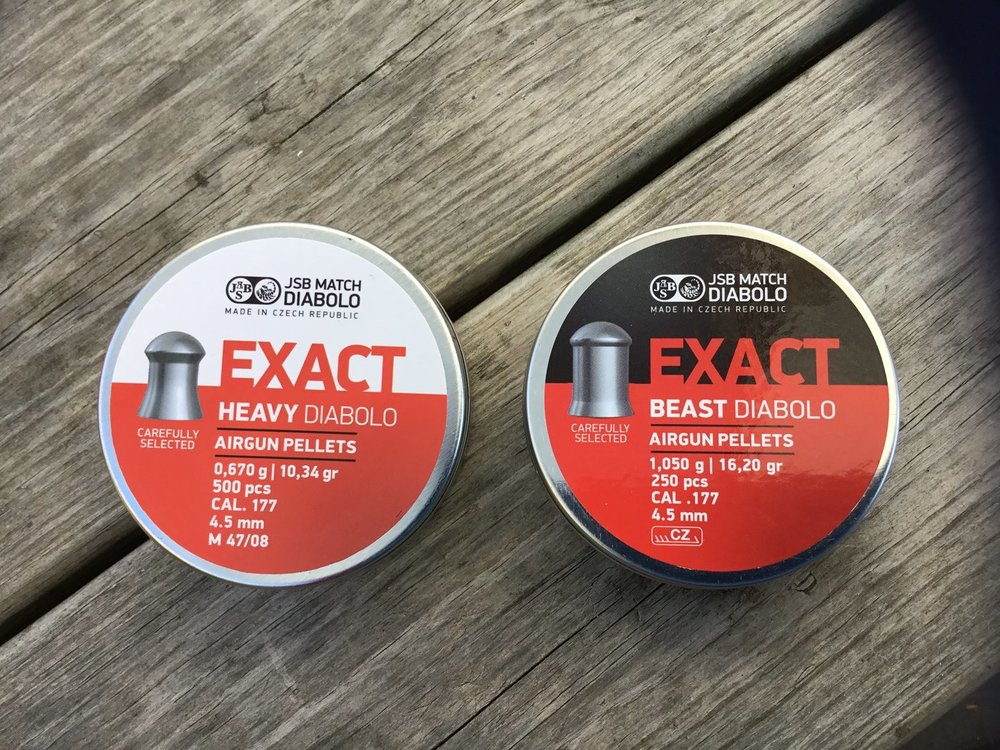 JSB MATCH
DIABOLO
MADE IN CZECH REPUBLIC
EXACT
HEAVY DIABOLO
CAREFULLY
SELECTED
AIRGUN PELLETS
0,670 g | 10,34 gr
500 pcs
CAL. 177
4.5 mm
M 47/08
JSB MATCH
DIABOLO
MADE IN CZECH REPUBLIC
EXACT
BEAST DIABOLO
CAREFULLY
SELECTED
AIRGUN PELLETS
1,050 g | 16,20 gr
250 pcs
CAL .177
4.5 mm
CZ